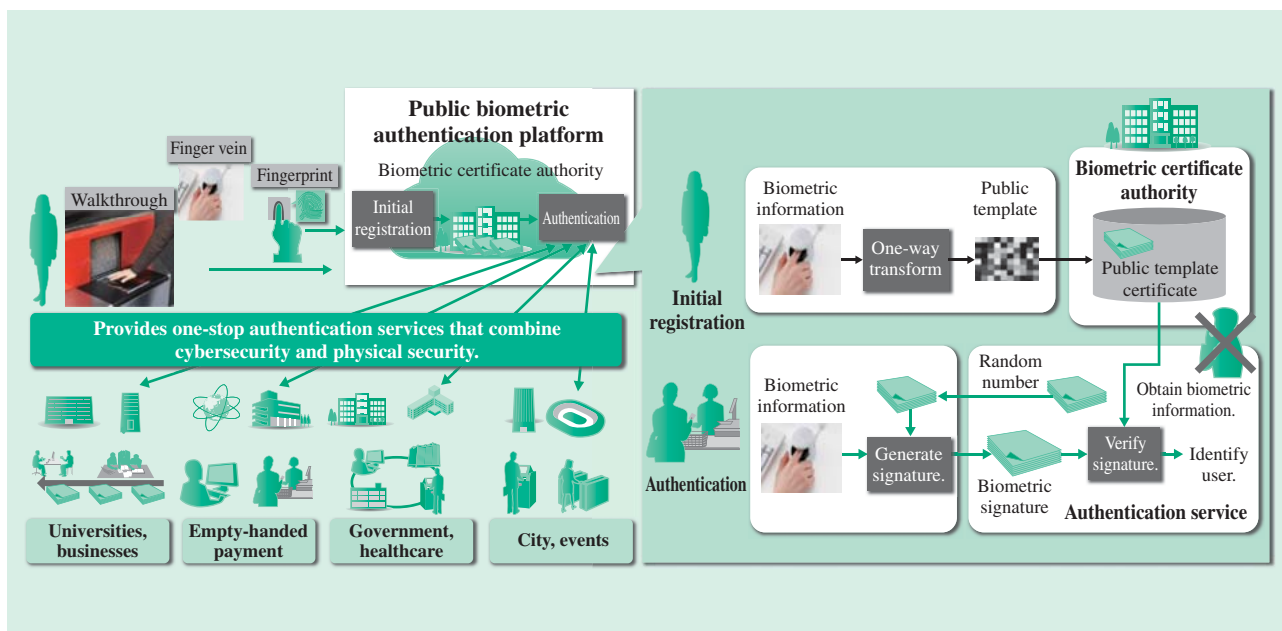 Public biometric
authentication platform
Biometric certificate authority
Finger vein
Fingerprint
Walkthrough
Initial
registration
Authentication
Provides one-stop authentication services that combine
cybersecurity and physical security.
Universities,
businesses
Empty-handed
payment
Government,
healthcare
City, events
Biometric certificate
authority
Biometric
information
Public
template
One-way
transform
Public template
certificate
Initial
registration
Random
number
Obtain biometric
information.
Biometric
information
Generate
signature.
Verify
signature.
Identify
user.
Biometric
signature
Authentication
Authentication service